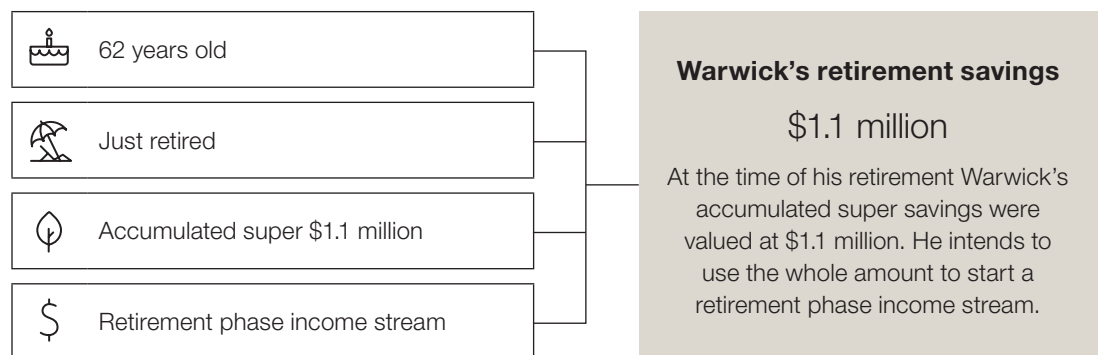 62 years old
Just retired
Accumulated super $1.1 million
Retirement phase income stream
Warwick’s retirement savings
$1.1 million
At the time of his retirement Warwick’s
accumulated super savings were
valued at $1.1 million. He intends to
use the whole amount to start a
retirement phase income stream.